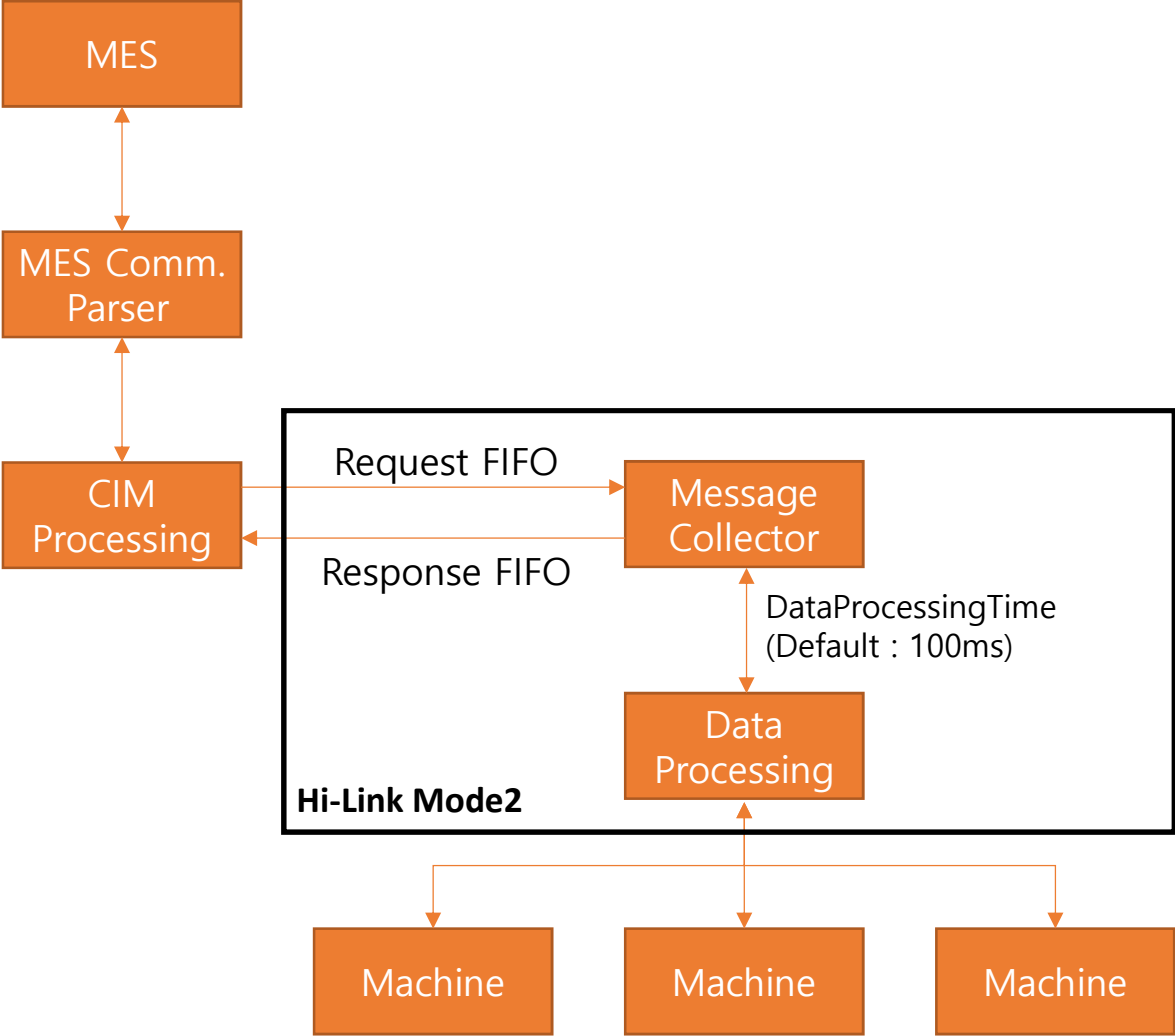 MES
MES Comm.
Parser
CIM
Processing
Request FIFO
Response FIFO
Message
Collector
DataProcessingTime
(Default : 100ms)
Data
Processing
Hi-Link Mode2
Machine
Machine
Machine